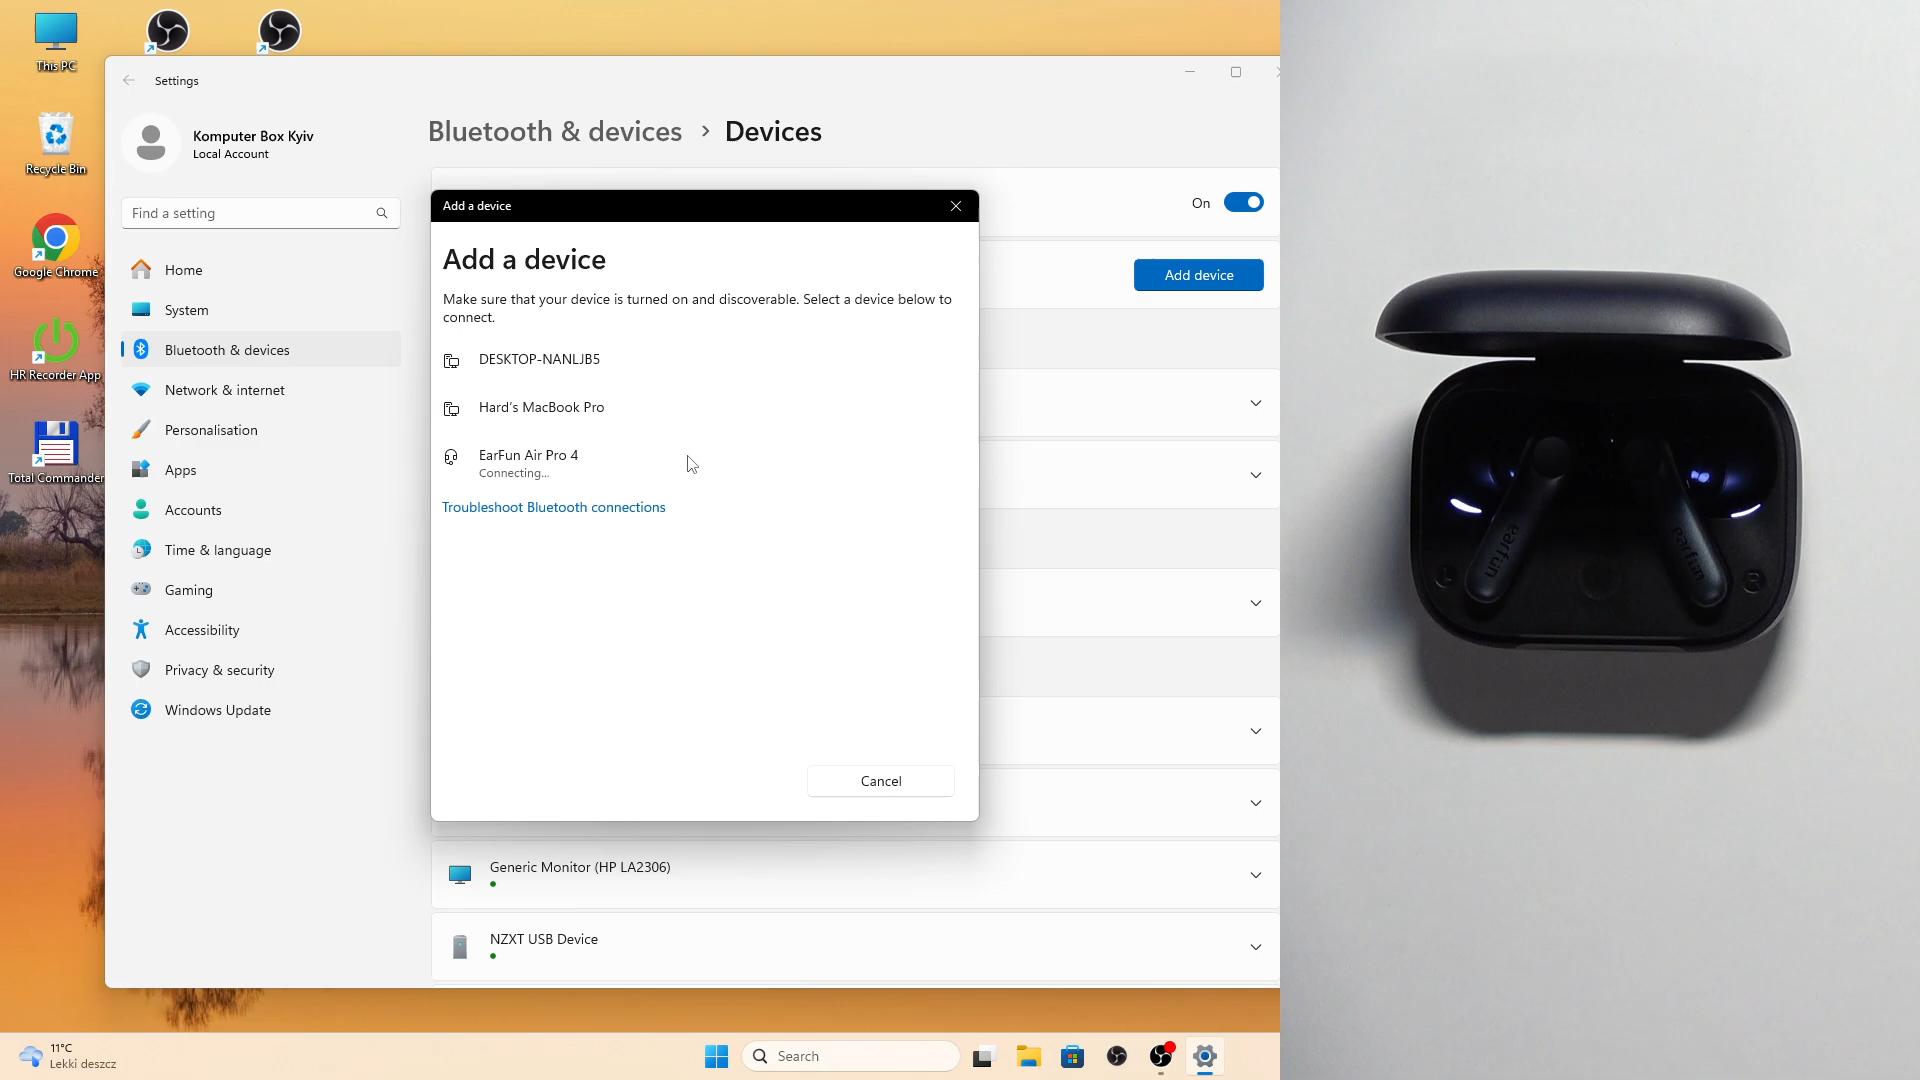 This PC
Recycle Bin
Google Chrome
HR Recorder App
Total Commander
Settings
Komputer Box Kyiv
Local Account
Find a setting
Home
System
Bluetooth & devices
Network & internet
Personalisation
Apps
Accounts
Time & language
Gaming
Accessibility
Privacy & security
Windows Update
Bluetooth & devices > Devices
On
Add device
Add a device
Add a device
Make sure that your device is turned on and discoverable. Select a device below to
connect.
DESKTOP-NANLJB5
Hard's MacBook Pro
EarFun Air Pro 4
Connecting...
Troubleshoot Bluetooth connections
Cancel
Generic Monitor (HP LA2306)
NZXT USB Device
11°C
Lekki deszcz
Search
earfun
earfun
L
R